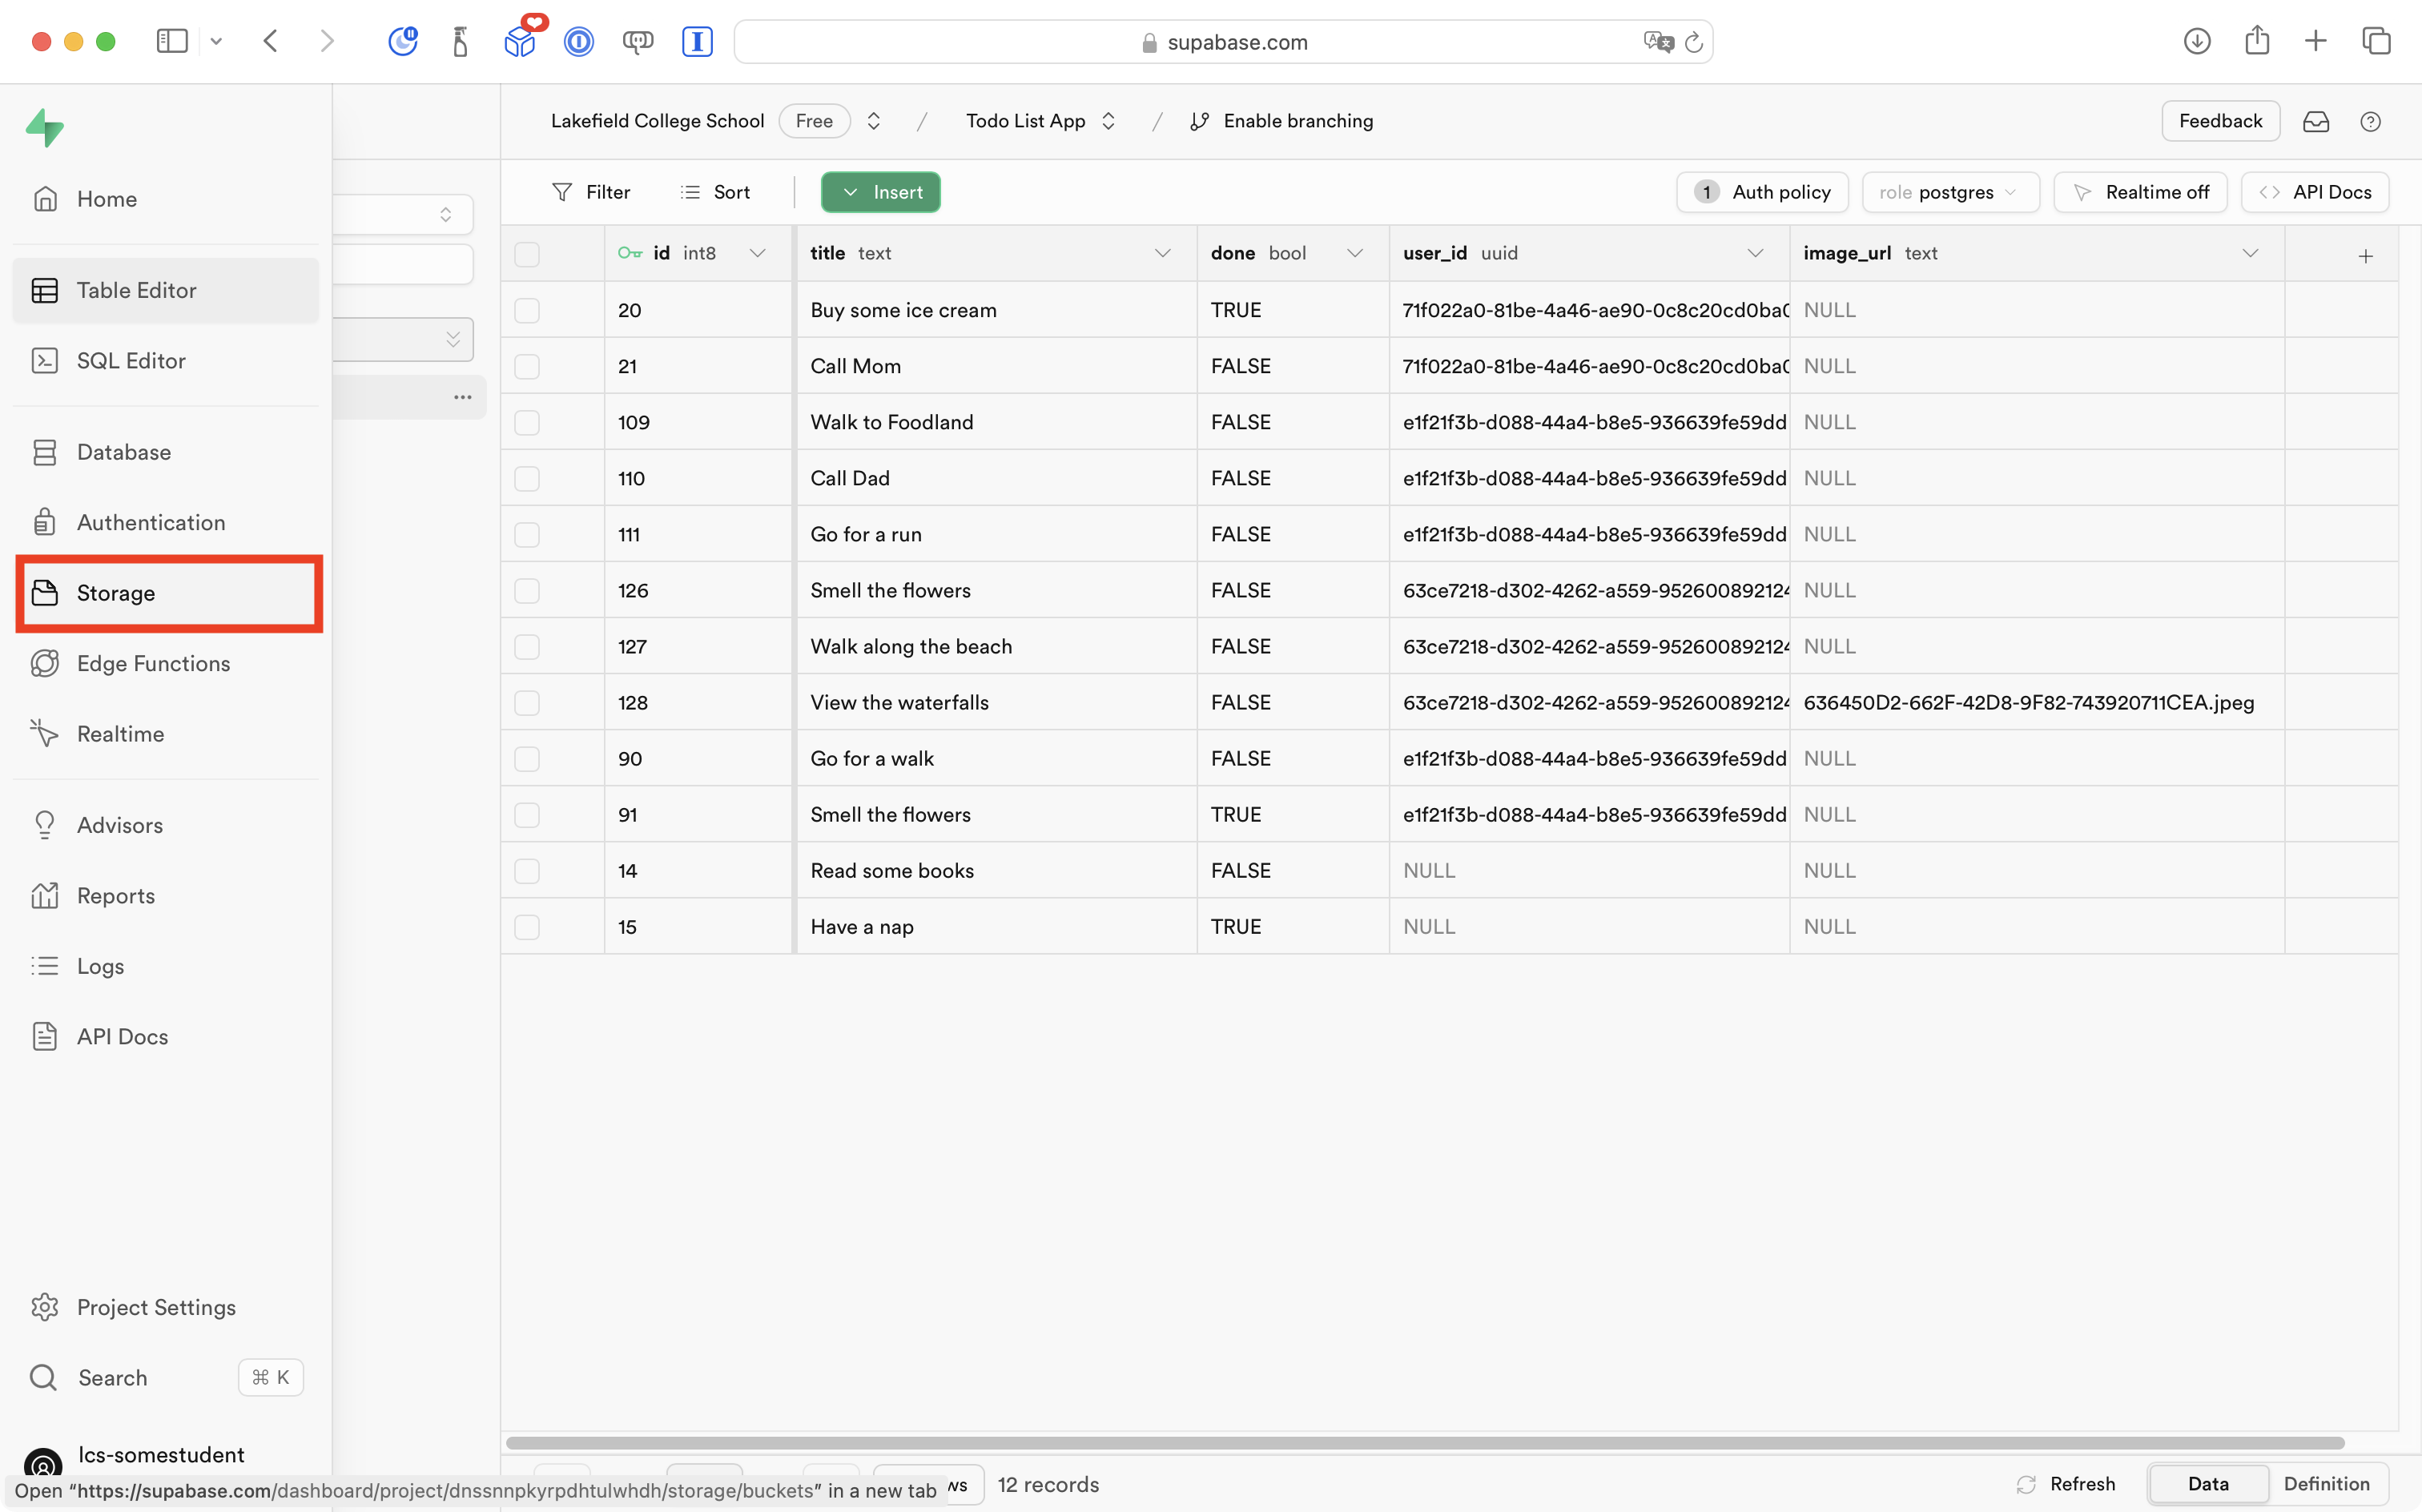 supabase.com
Lakefield College School Free / Todo List App / Enable branching
Feedback
Home
Table Editor
SQL Editor
Database
Authentication
Storage
Edge Functions
Realtime
Advisors
Reports
Logs
API Docs
Project Settings
Search ⌘ K
lcs-somestudent
Filter Sort Insert 1 Auth policy role postgres Realtime off API Docs
id int8 title text done bool user_id uuid image_url text
20 Buy some ice cream TRUE 71f022a0-81be-4a46-ae90-0c8c20cd0ba0 NULL
21 Call Mom FALSE 71f022a0-81be-4a46-ae90-0c8c20cd0ba0 NULL
109 Walk to Foodland FALSE e1f21f3b-d088-44a4-b8e5-936639fe59dd NULL
110 Call Dad FALSE e1f21f3b-d088-44a4-b8e5-936639fe59dd NULL
111 Go for a run FALSE e1f21f3b-d088-44a4-b8e5-936639fe59dd NULL
126 Smell the flowers FALSE 63ce7218-d302-4262-a559-952600892124 NULL
127 Walk along the beach FALSE 63ce7218-d302-4262-a559-952600892124 NULL
128 View the waterfalls FALSE 63ce7218-d302-4262-a559-952600892124 636450D2-662F-42D8-9F82-743920711CEA.jpeg
90 Go for a walk FALSE e1f21f3b-d088-44a4-b8e5-936639fe59dd NULL
91 Smell the flowers TRUE e1f21f3b-d088-44a4-b8e5-936639fe59dd NULL
14 Read some books FALSE NULL NULL
15 Have a nap TRUE NULL NULL
Open “https://supabase.com/dashboard/project/dnssnnpkyrpdhtulwhdh/storage/buckets” in a new tab
12 records Refresh Data Definition